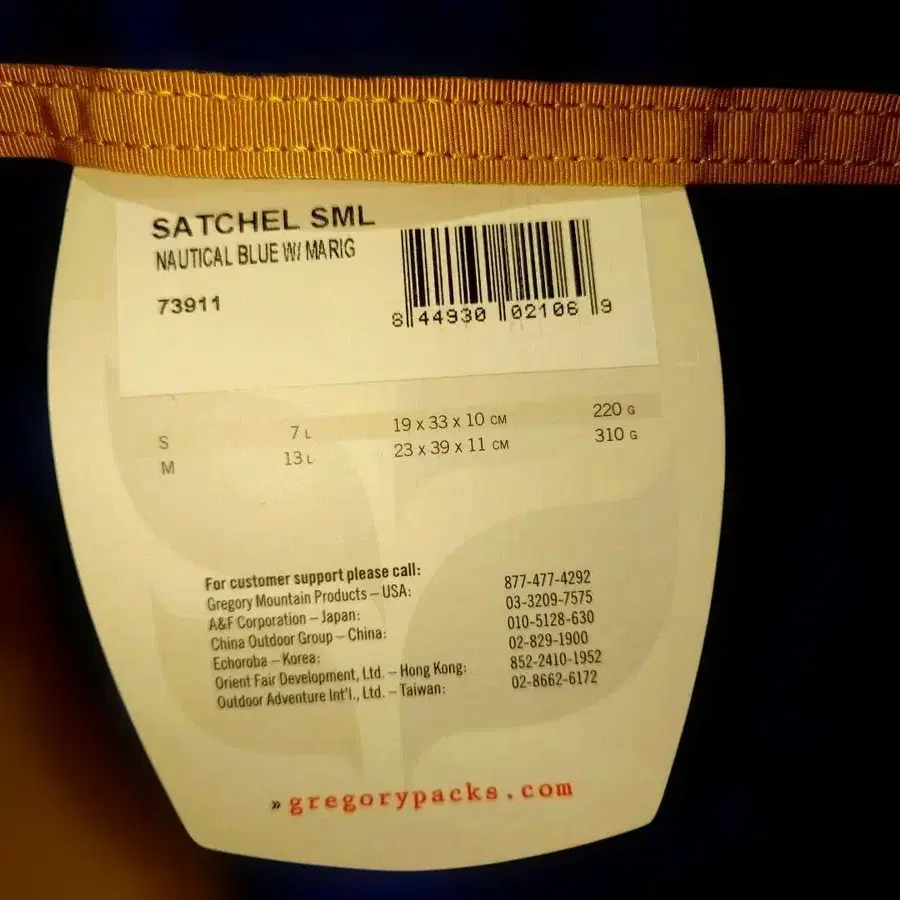 SATCHEL SML
NAUTICAL BLUE W/ MARIG
73911
8 44930 02106 9
S 7 L 19 x 33 x 10 CM 220 G
M 13 L 23 x 39 x 11 CM 310 G
For customer support please call:
Gregory Mountain Products – USA: 877-477-4292
A&F Corporation – Japan: 03-3209-7575
China Outdoor Group – China: 010-5128-630
Echoroba – Korea: 02-829-1900
Orient Fair Development, Ltd. – Hong Kong: 852-2410-1952
Outdoor Adventure Int'l., Ltd. – Taiwan: 02-8662-6172
» gregorypacks.com